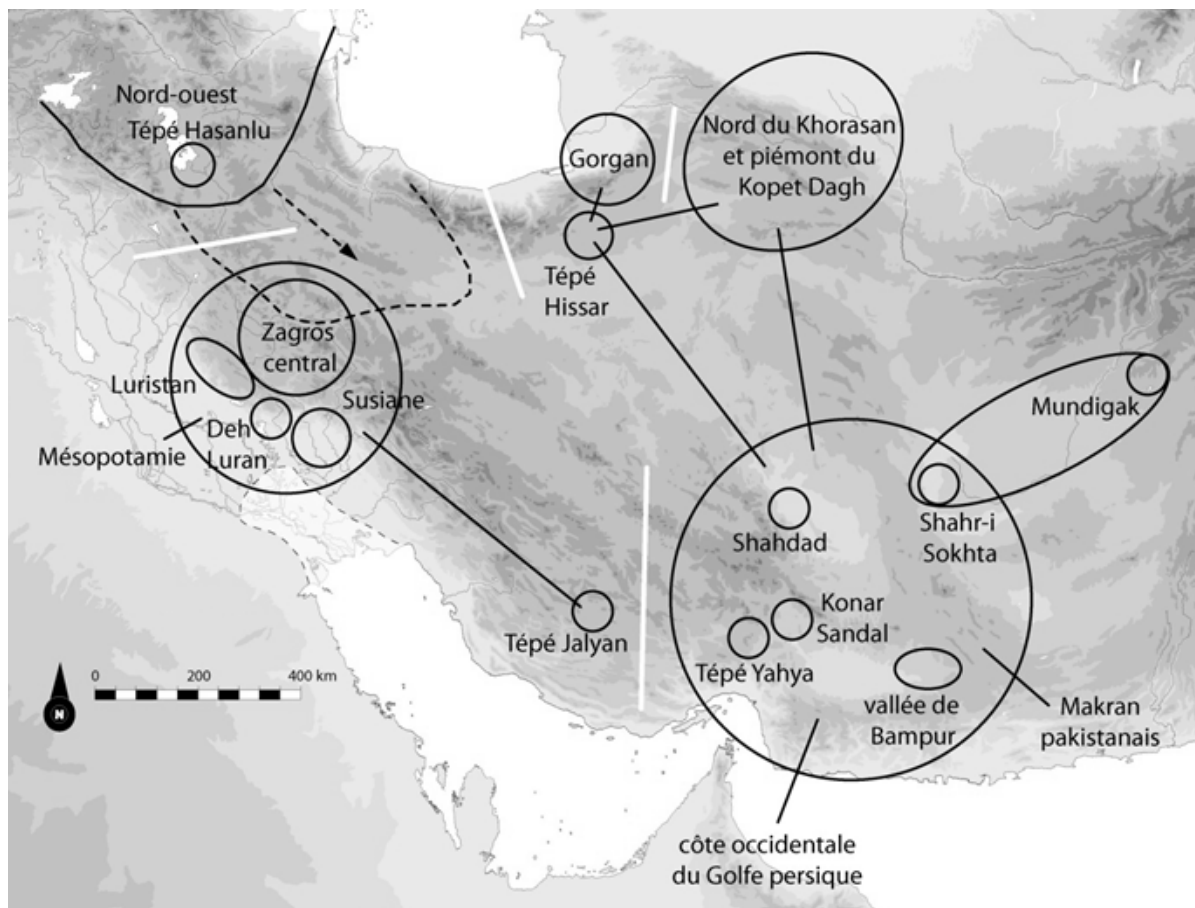 Nord-ouest
Tépé Hasanlu
Gorgan
Nord du Khorasan
et piémont du
Kopet Dagh
Tépé
Hissar
Zagros
central
Luristan
Susiane
Deh
Luran
Mésopotamie
Mundigak
Shahdad
Shahr-i
Sokhta
Konar
Sandal
Tépé Yahya
Tépé Jalyan
vallée de
Bampur
Makran
pakistanais
côte occidentale
du Golfe persique
0 200 400 km
N